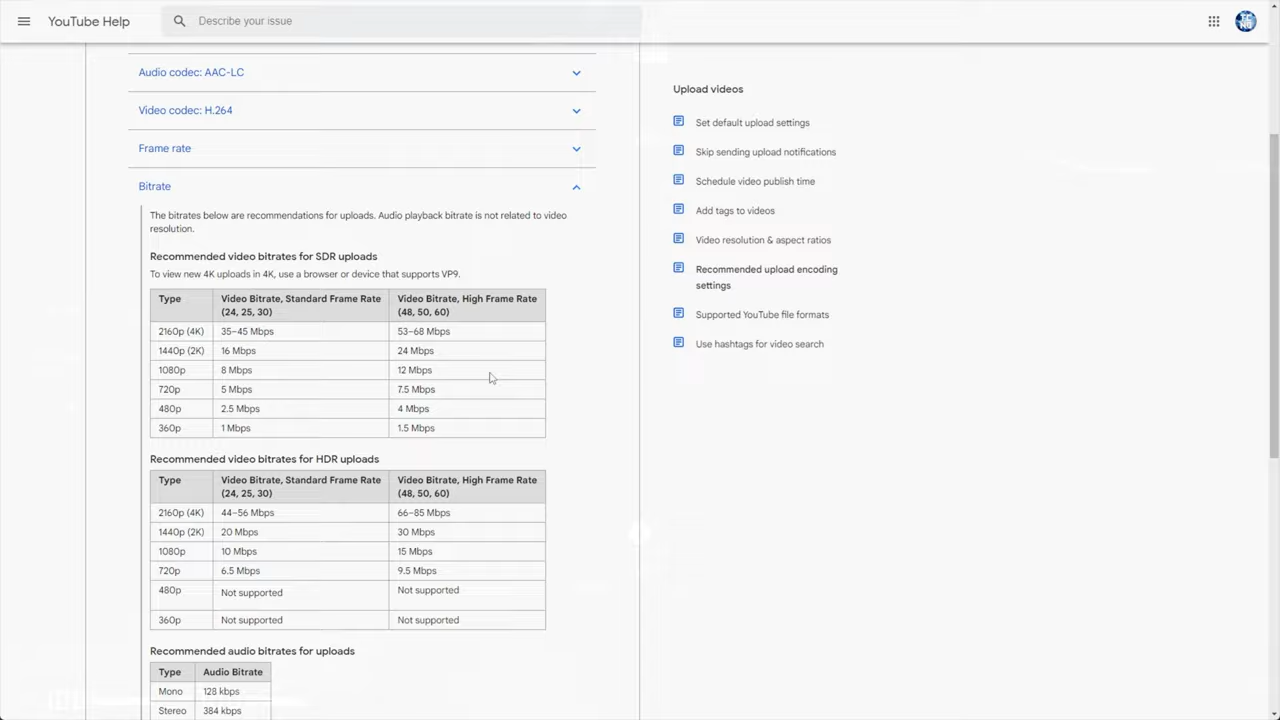 YouTube Help
Describe your issue
Audio codec: AAC-LC
Video codec: H.264
Frame rate
Bitrate
The bitrates below are recommendations for uploads. Audio playback bitrate is not related to video
resolution.
Recommended video bitrates for SDR uploads
To view new 4K uploads in 4K, use a browser or device that supports VP9.
Type Video Bitrate, Standard Frame Rate (24, 25, 30) Video Bitrate, High Frame Rate (48, 50, 60)
2160p (4K) 35–45 Mbps 53–68 Mbps
1440p (2K) 16 Mbps 24 Mbps
1080p 8 Mbps 12 Mbps
720p 5 Mbps 7.5 Mbps
480p 2.5 Mbps 4 Mbps
360p 1 Mbps 1.5 Mbps
Recommended video bitrates for HDR uploads
Type Video Bitrate, Standard Frame Rate (24, 25, 30) Video Bitrate, High Frame Rate (48, 50, 60)
2160p (4K) 44–56 Mbps 66–85 Mbps
1440p (2K) 20 Mbps 30 Mbps
1080p 10 Mbps 15 Mbps
720p 6.5 Mbps 9.5 Mbps
480p Not supported Not supported
360p Not supported Not supported
Recommended audio bitrates for uploads
Type Audio Bitrate
Mono 128 kbps
Stereo 384 kbps
Upload videos
Set default upload settings
Skip sending upload notifications
Schedule video publish time
Add tags to videos
Video resolution & aspect ratios
Recommended upload encoding
settings
Supported YouTube file formats
Use hashtags for video search